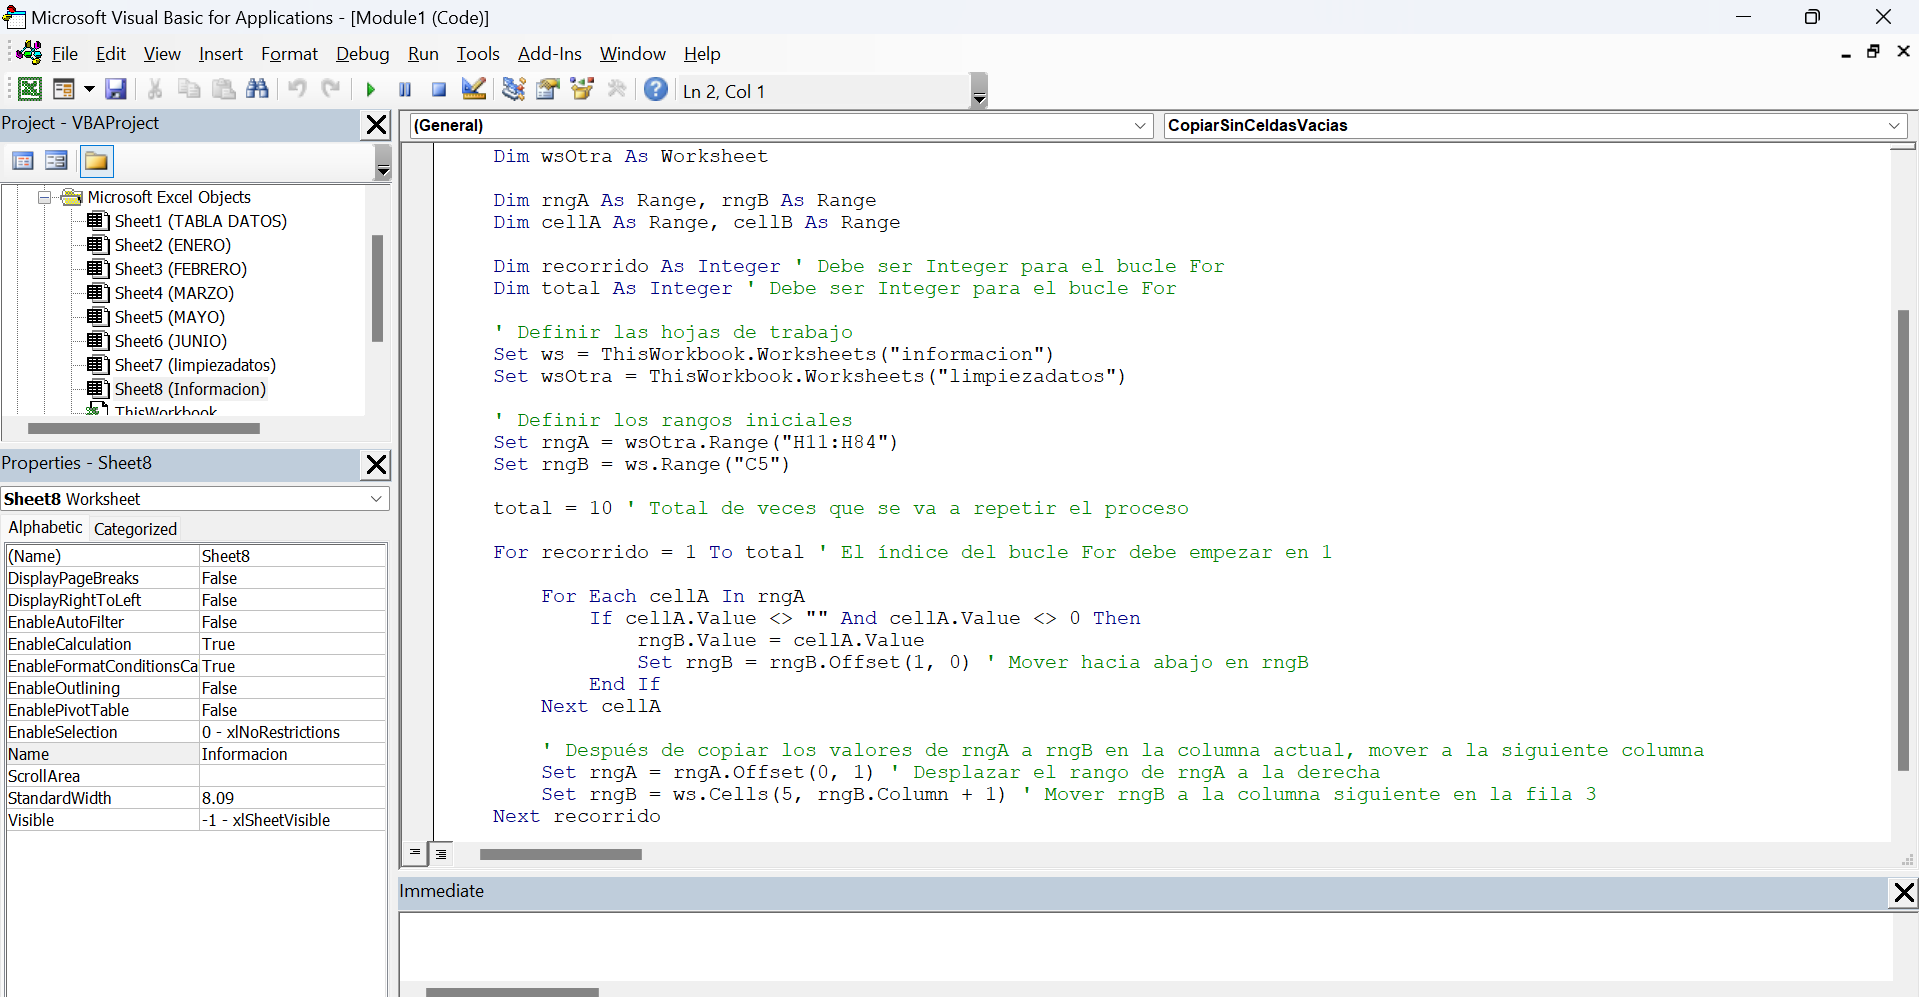 Microsoft Visual Basic for Applications - [Module1 (Code)]
File Edit View Insert Format Debug Run Tools Add-Ins Window Help
Ln 2, Col 1
Project - VBAProject
Microsoft Excel Objects
Sheet1 (TABLA DATOS)
Sheet2 (ENERO)
Sheet3 (FEBRERO)
Sheet4 (MARZO)
Sheet5 (MAYO)
Sheet6 (JUNIO)
Sheet7 (limpiezadatos)
Sheet8 (Informacion)
ThisWorkbook
Properties - Sheet8
Sheet8 Worksheet
Alphabetic Categorized
(Name) Sheet8
DisplayPageBreaks False
DisplayRightToLeft False
EnableAutoFilter False
EnableCalculation True
EnableFormatConditionsCa True
EnableOutlining False
EnablePivotTable False
EnableSelection 0 - xlNoRestrictions
Name Informacion
ScrollArea
StandardWidth 8.09
Visible -1 - xlSheetVisible
(General) CopiarSinCeldasVacias
Dim wsOtra As Worksheet
Dim rngA As Range, rngB As Range
Dim cellA As Range, cellB As Range
Dim recorrido As Integer ' Debe ser Integer para el bucle For
Dim total As Integer ' Debe ser Integer para el bucle For
' Definir las hojas de trabajo
Set ws = ThisWorkbook.Worksheets("informacion")
Set wsOtra = ThisWorkbook.Worksheets("limpiezadatos")
' Definir los rangos iniciales
Set rngA = wsOtra.Range("H11:H84")
Set rngB = ws.Range("C5")
total = 10 ' Total de veces que se va a repetir el proceso
For recorrido = 1 To total ' El índice del bucle For debe empezar en 1
For Each cellA In rngA
If cellA.Value <> "" And cellA.Value <> 0 Then
rngB.Value = cellA.Value
Set rngB = rngB.Offset(1, 0) ' Mover hacia abajo en rngB
End If
Next cellA
' Después de copiar los valores de rngA a rngB en la columna actual, mover a la siguiente columna
Set rngA = rngA.Offset(0, 1) ' Desplazar el rango de rngA a la derecha
Set rngB = ws.Cells(5, rngB.Column + 1) ' Mover rngB a la columna siguiente en la fila 3
Next recorrido
Immediate